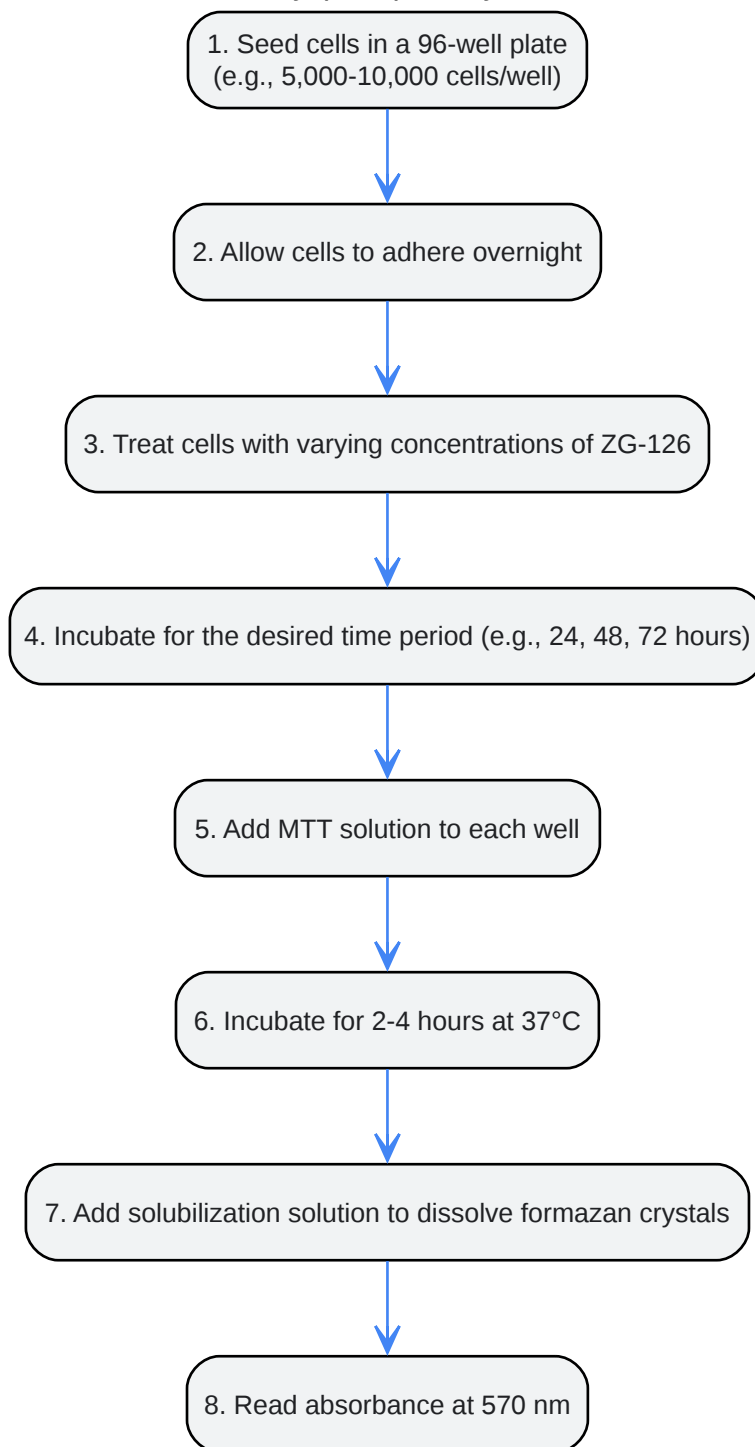 1. Seed cells in a 96-well plate
(e.g., 5,000-10,000 cells/well)
2. Allow cells to adhere overnight
3. Treat cells with varying concentrations of ZG-126
4. Incubate for the desired time period (e.g., 24, 48, 72 hours)
5. Add MTT solution to each well
6. Incubate for 2-4 hours at 37°C
7. Add solubilization solution to dissolve formazan crystals
8. Read absorbance at 570 nm